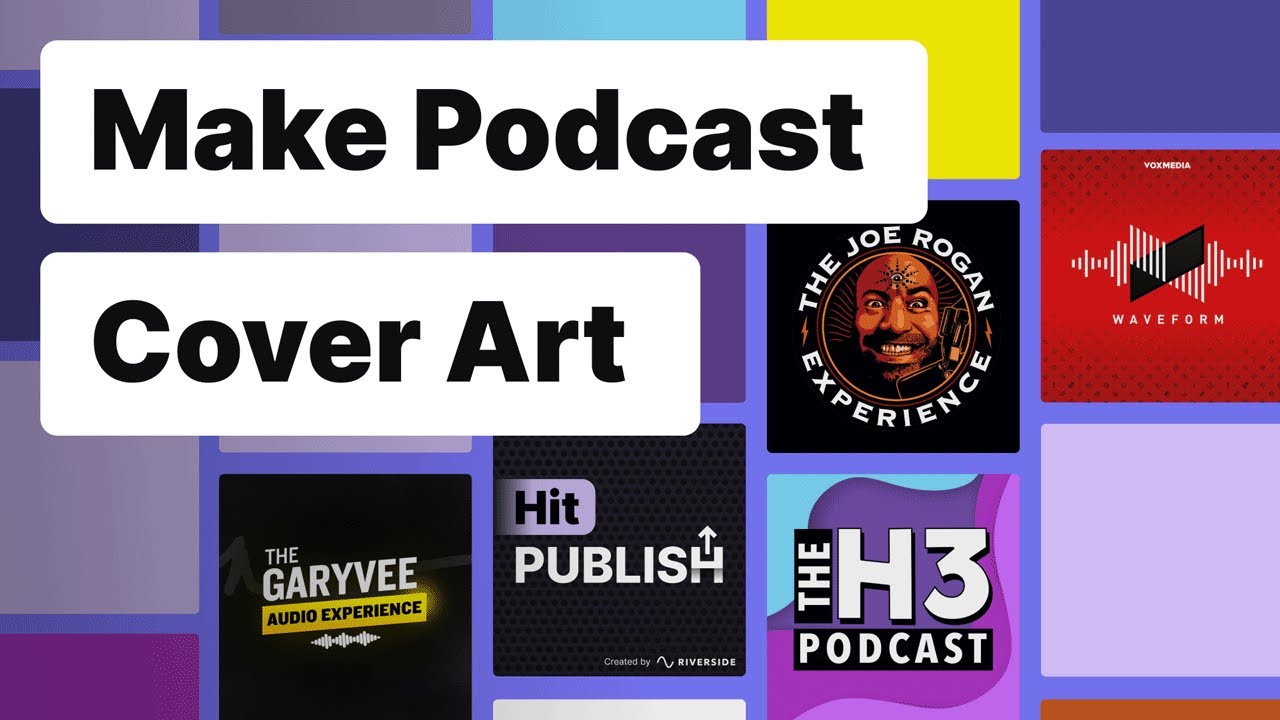 Make Podcast
Cover Art
VOXMEDIA
WAVEFORM
THE JOE ROGAN
EXPERIENCE
Hit
PUBLISH
Created by RIVERSIDE
THE
GARYVEE
AUDIO EXPERIENCE
THE H3
PODCAST